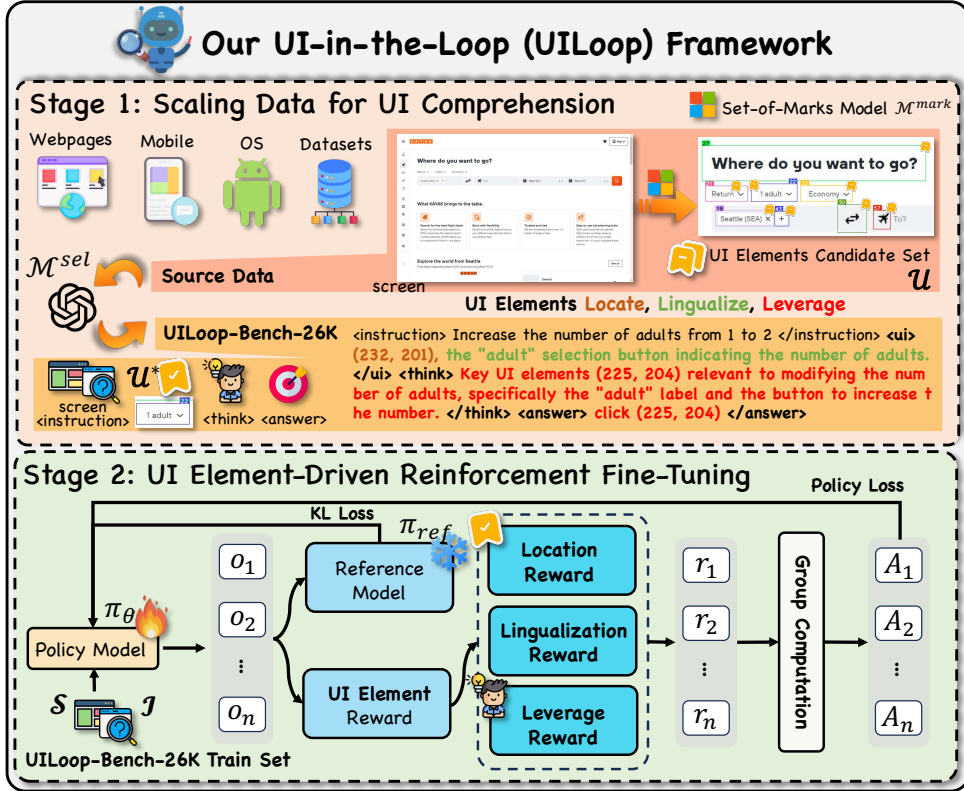 Our UI-in-the-Loop (UILoop) Framework
Stage 1: Scaling Data for UI Comprehension
Set-of-Marks Model 𝓜^mark
Webpages
Mobile
OS
Datasets
KAYAK
Sign in
Where do you want to go?
What KAYAK brings to the table.
Explore the world from Seattle
27
Where do you want to go?
Return
22
1 adult
Economy
19
Seattle (SEA) ×
+
To?
𝓜^sel
Source Data
screen
UI Elements Candidate Set
𝓤
UI Elements Locate, Lingualize, Leverage
UILoop-Bench-26K
<instruction> Increase the number of adults from 1 to 2 </instruction> <ui>
(232, 201), the "adult" selection button indicating the number of adults.
</ui> <think> Key UI elements (225, 204) relevant to modifying the num
ber of adults, specifically the "adult" label and the button to increase t
he number. </think> <answer> click (225, 204) </answer>
𝓤*
22
1 adult
screen
<instruction>
<think>
<answer>
Stage 2: UI Element-Driven Reinforcement Fine-Tuning
Policy Loss
KL Loss
π_ref
π_θ
Policy Model
𝓢
𝓘
UILoop-Bench-26K Train Set
o_1
o_2
⋮
o_n
Reference
Model
UI Element
Reward
Location
Reward
Lingualization
Reward
Leverage
Reward
r_1
r_2
⋮
r_n
Group Computation
A_1
A_2
⋮
A_n